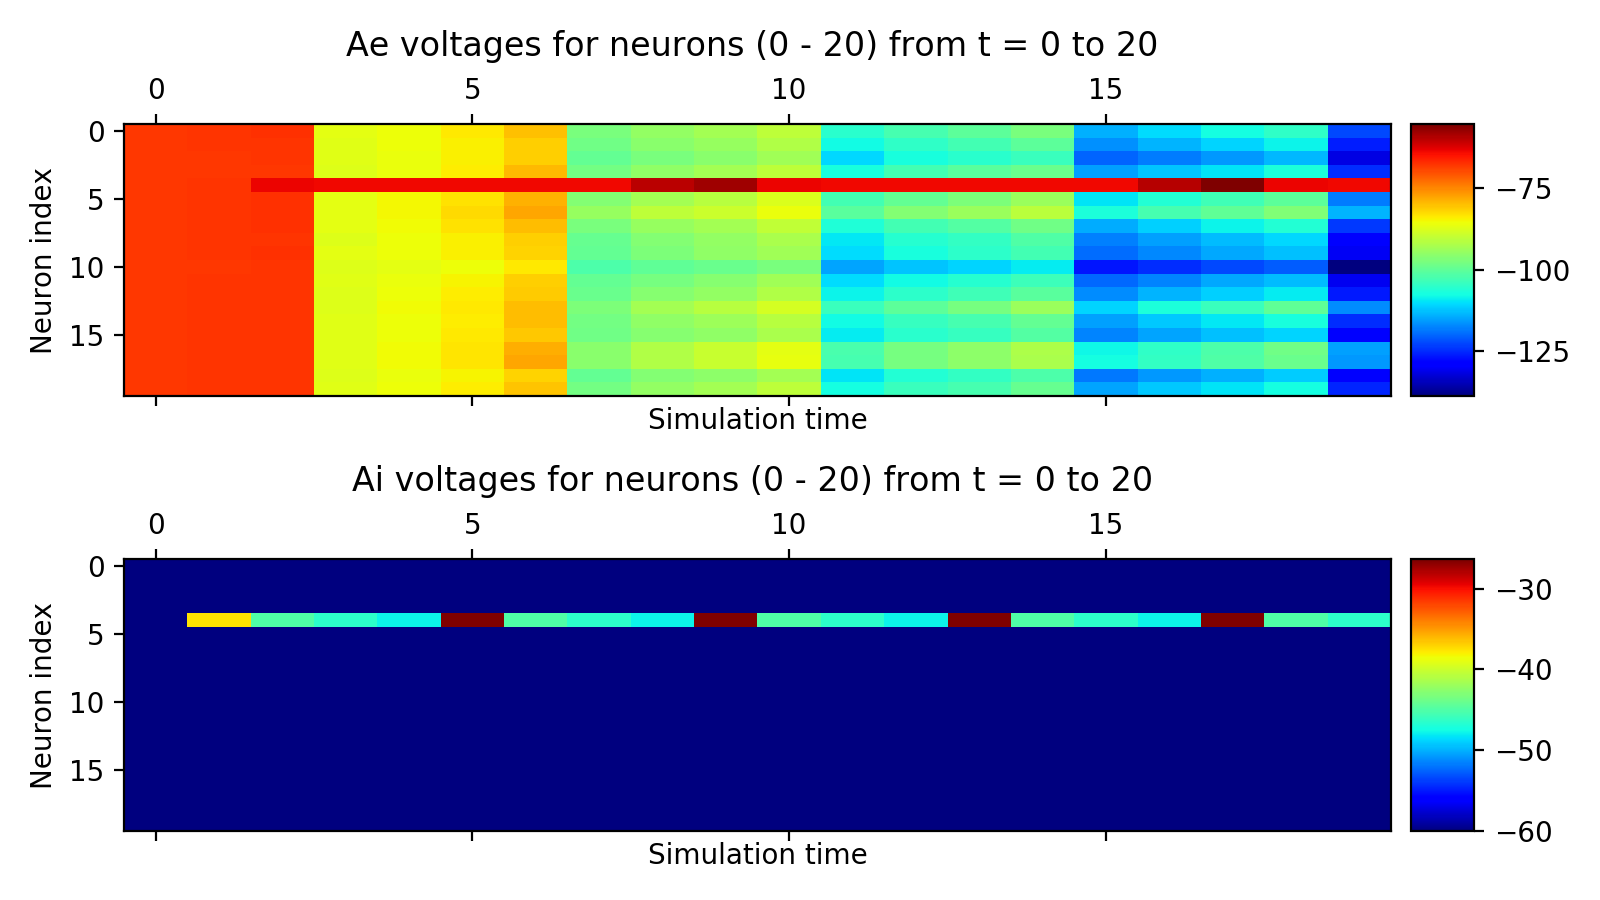 Ae voltages for neurons (0 - 20) from t = 0 to 20
0 5 10 15
Neuron index
0
5
10
15
−75
−100
−125
Simulation time
Ai voltages for neurons (0 - 20) from t = 0 to 20
0 5 10 15
Neuron index
0
5
10
15
−30
−40
−50
−60
Simulation time